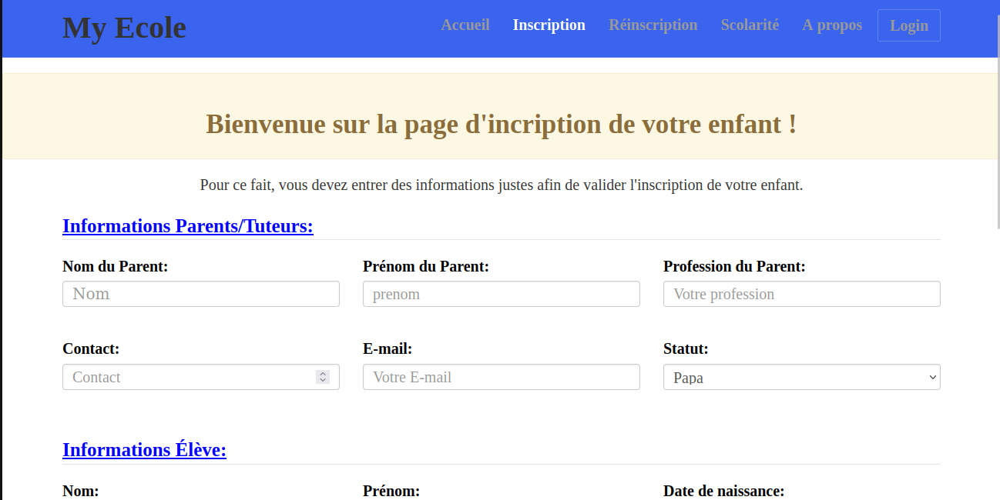 My Ecole
Accueil Inscription Réinscription Scolarité A propos Login
Bienvenue sur la page d'incription de votre enfant !
Pour ce fait, vous devez entrer des informations justes afin de valider l'inscription de votre enfant.
Informations Parents/Tuteurs:
Nom du Parent: Prénom du Parent: Profession du Parent:
Nom prenom Votre profession
Contact: E-mail: Statut:
Contact Votre E-mail Papa
Informations Élève:
Nom: Prénom: Date de naissance: